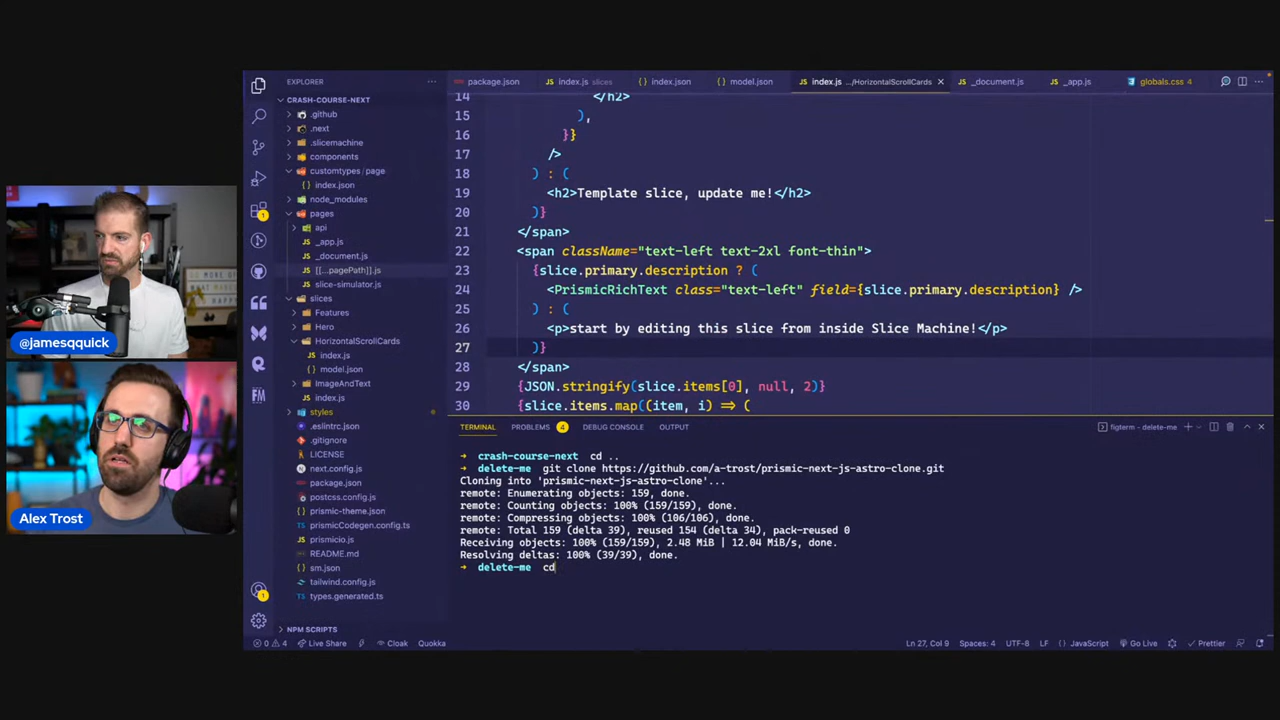 @jamesqquick
Alex Trost
EXPLORER
CRASH-COURSE-NEXT
.github
.next
.slicemachine
components
customtypes / page
index.json
node_modules
pages
api
_app.js
_document.js
[[...pagePath]].js
slice-simulator.js
slices
Features
Hero
HorizontalScrollCards
index.js
model.json
ImageAndText
index.js
styles
.eslintrc.json
.gitignore
LICENSE
next.config.js
package.json
postcss.config.js
prismic-theme.json
prismicCodegen.config.ts
prismicio.js
README.md
sm.json
tailwind.config.js
types.generated.ts
NPM SCRIPTS
1
1
package.json
index.js slices
index.json
model.json
index.js .../HorizontalScrollCards
_document.js
_app.js
globals.css 4
14 </h2>
15 ),
16 }}
17 />
18 ) : (
19 <h2>Template slice, update me!</h2>
20 )}
21 </span>
22 <span className="text-left text-2xl font-thin">
23 {slice.primary.description ? (
24 <PrismicRichText class="text-left" field={slice.primary.description} />
25 ) : (
26 <p>start by editing this slice from inside Slice Machine!</p>
27 )}
28 </span>
29 {JSON.stringify(slice.items[0], null, 2)}
30 {slice.items.map((item, i) => (
TERMINAL PROBLEMS 4 DEBUG CONSOLE OUTPUT
figterm - delete-me
➜ crash-course-next cd ..
➜ delete-me git clone https://github.com/a-trost/prismic-next-js-astro-clone.git
Cloning into 'prismic-next-js-astro-clone'...
remote: Enumerating objects: 159, done.
remote: Counting objects: 100% (159/159), done.
remote: Compressing objects: 100% (106/106), done.
remote: Total 159 (delta 39), reused 154 (delta 34), pack-reused 0
Receiving objects: 100% (159/159), 2.48 MiB | 12.04 MiB/s, done.
Resolving deltas: 100% (39/39), done.
➜ delete-me cd
0 4 Live Share Cloak Quokka
Ln 27, Col 9 Spaces: 4 UTF-8 LF {} JavaScript Go Live Prettier